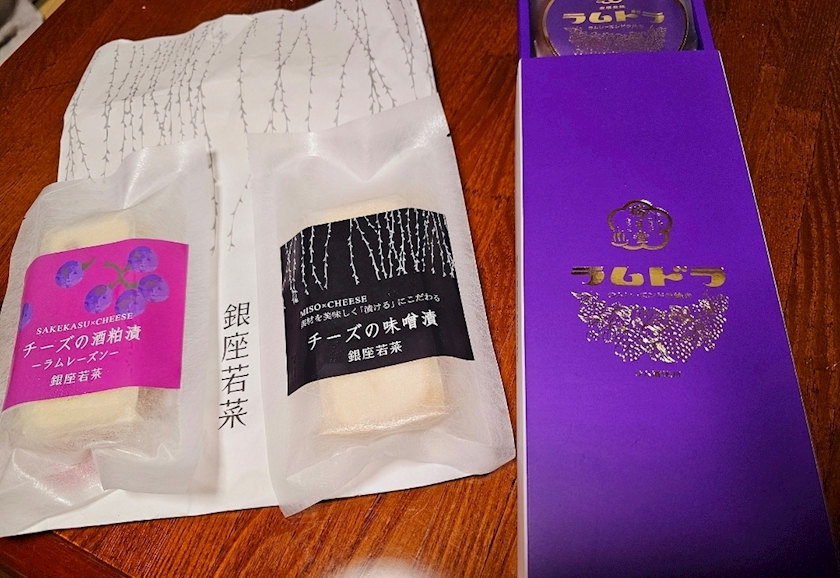 SAKEKASU×CHEESE
チーズの酒粕漬
ーラムレーズンー
銀座若菜
銀座若菜
MISO×CHEESE
素材を美味しく「漬ける」にこだわる
チーズの味噌漬
銀座若菜
ラムドラ
ラムドラ